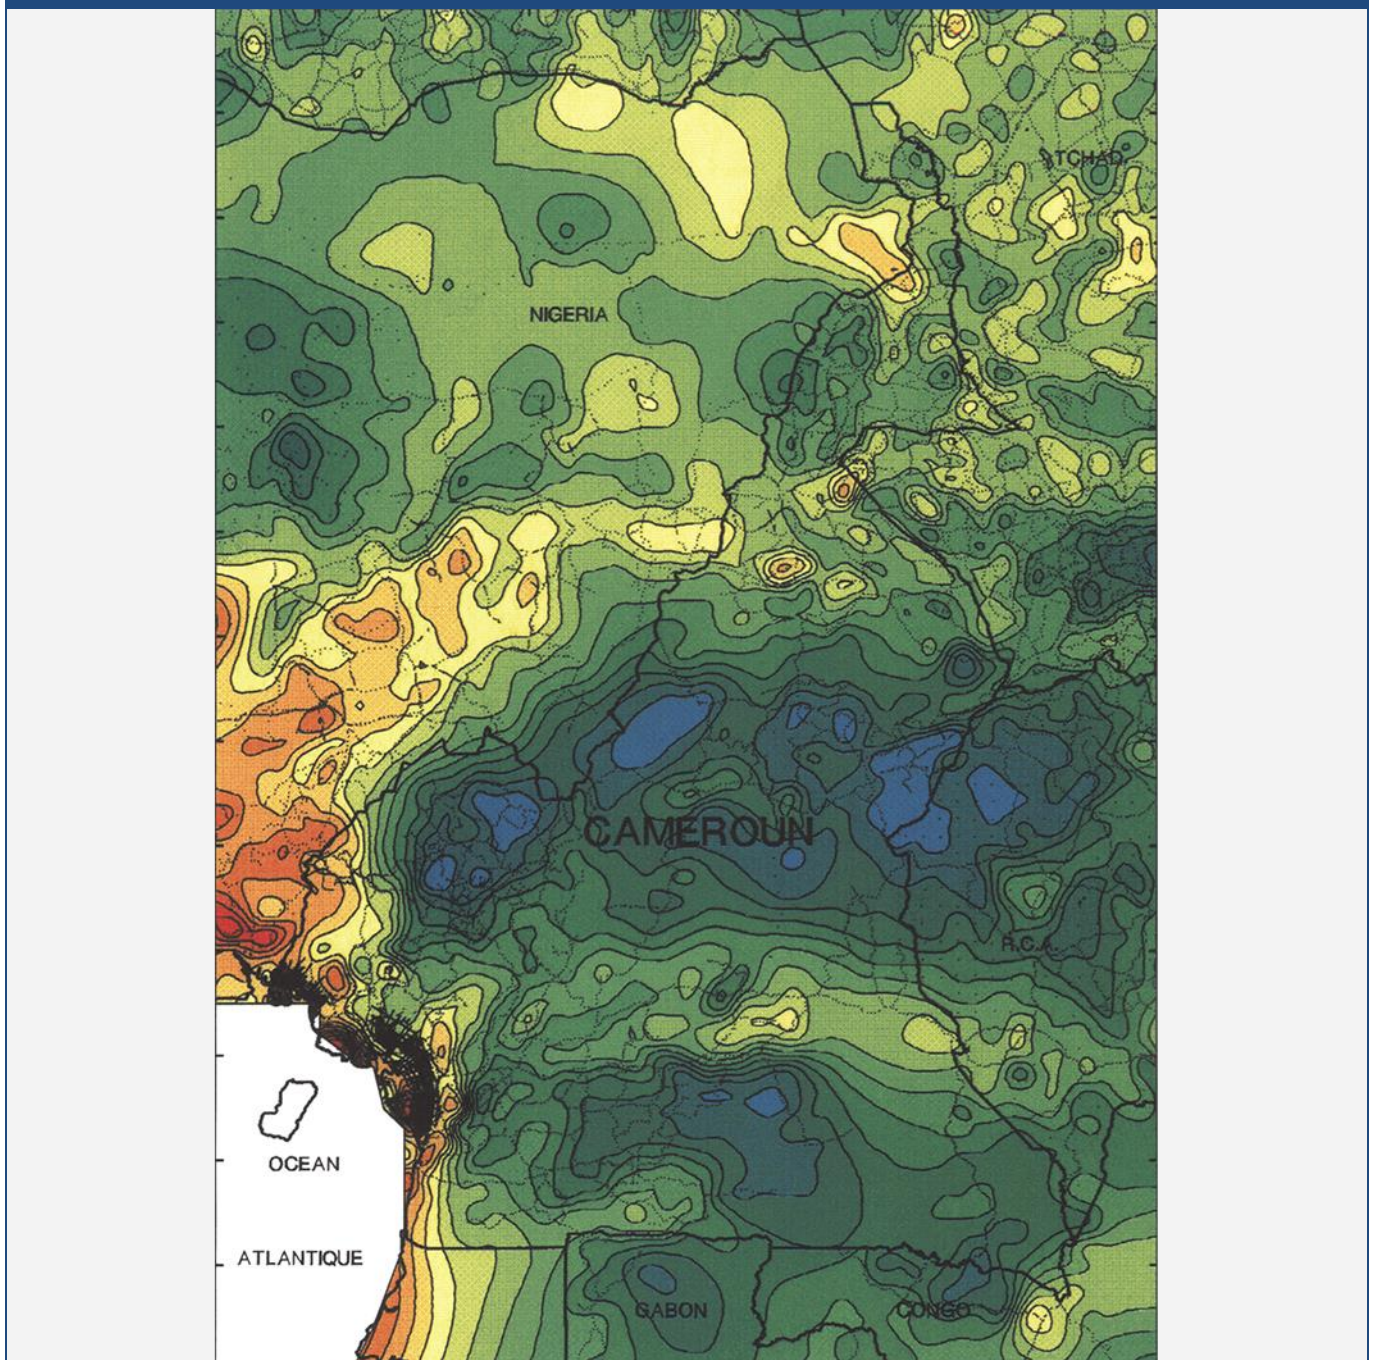 TCHAD
NIGERIA
CAMEROUN
R.C.A.
OCEAN
ATLANTIQUE
GABON
CONGO